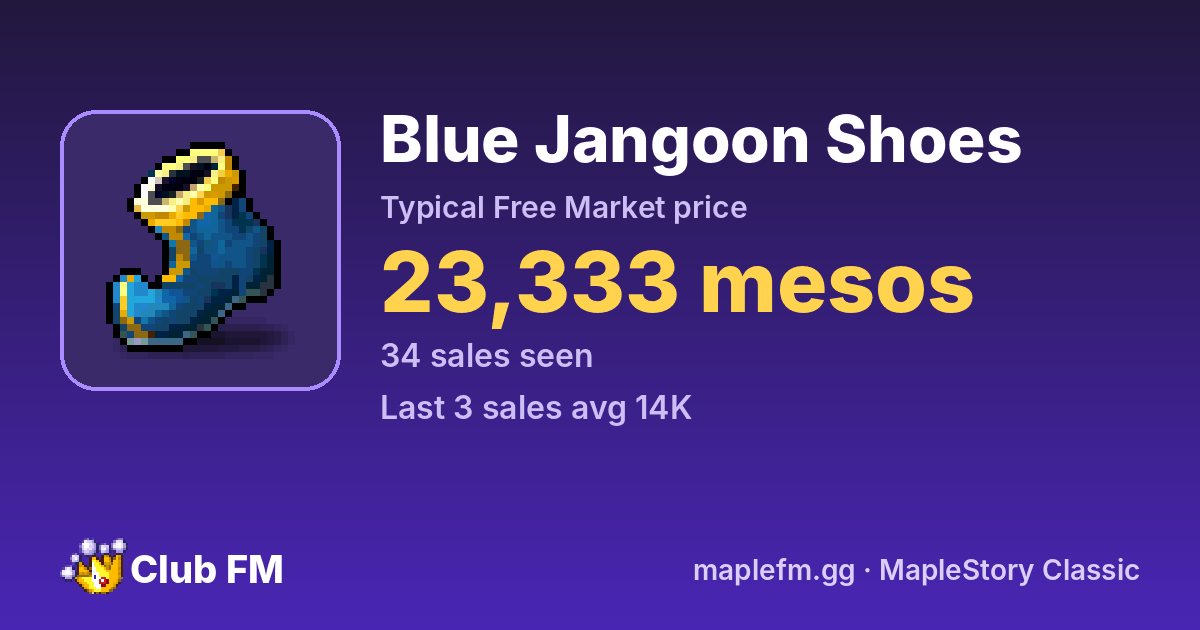 Blue Jangoon Shoes
Typical Free Market price
23,333 mesos
34 sales seen
Last 3 sales avg 14K
Club FM
maplefm.gg · MapleStory Classic